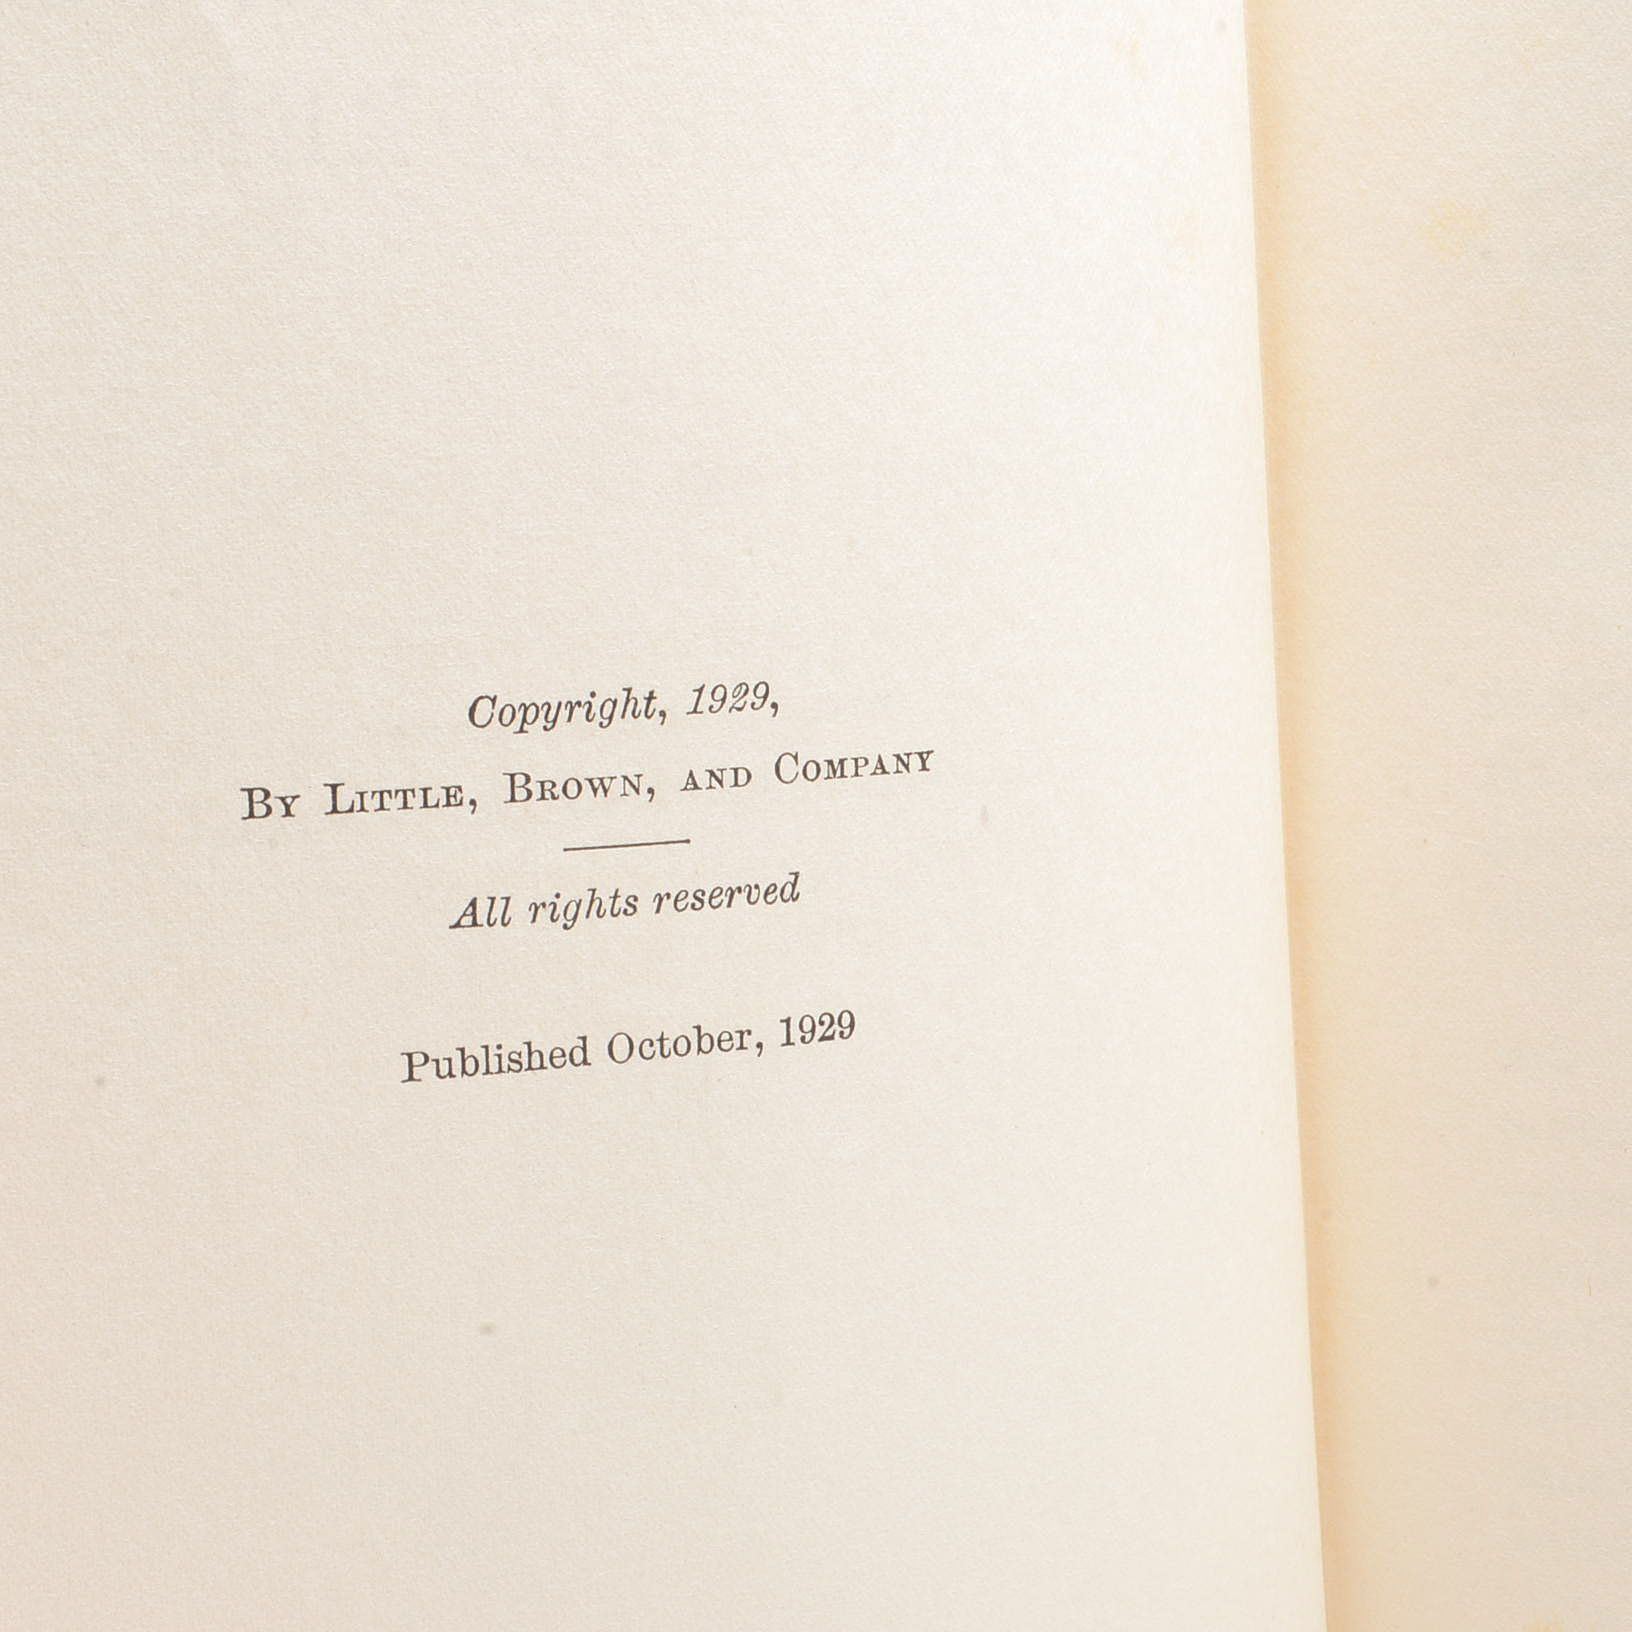 Copyright, 1929,
By Little, Brown, and Company
All rights reserved
Published October, 1929